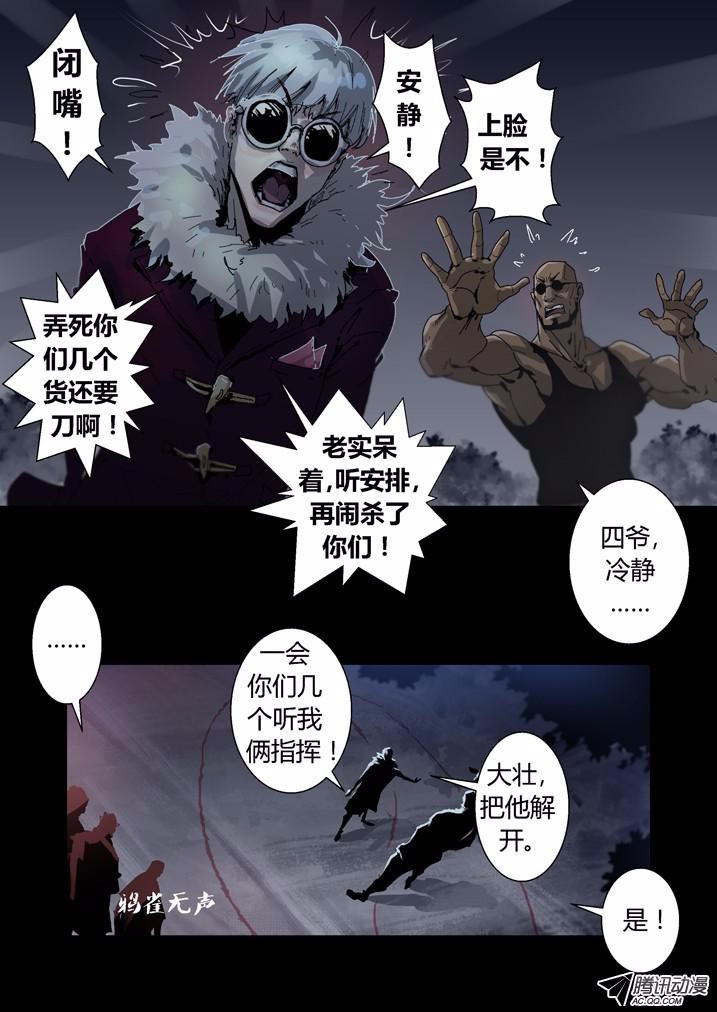 闭
嘴
！
安
静
！
上脸
是不！
弄死你
们几个
货还要
刀啊！
老实呆
着，听安排，
再闹杀了
你们！
四爷，
冷静
……
……
一会
你们几
个听我
俩指挥！
大壮，
把他解
开。
鸦雀无声
是！
腾讯动漫
AC.QQ.COM